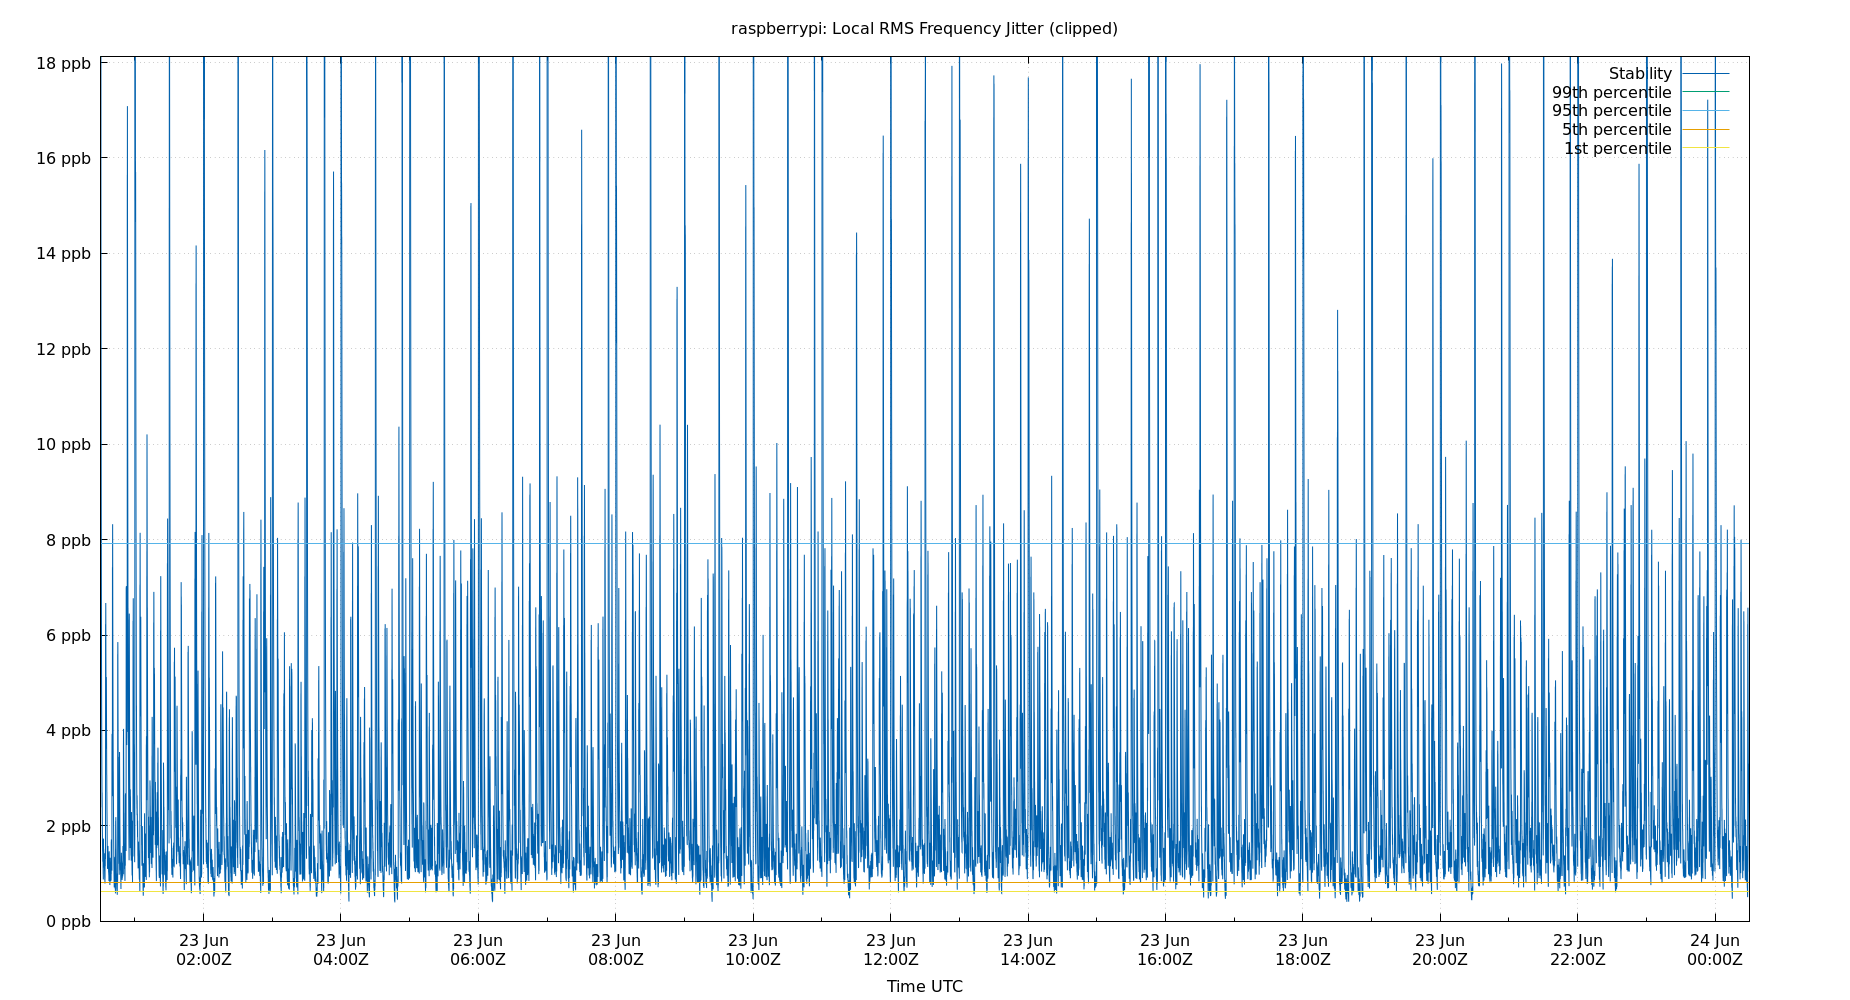 raspberrypi: Local RMS Frequency Jitter (clipped)
18 ppb
16 ppb
14 ppb
12 ppb
10 ppb
8 ppb
6 ppb
4 ppb
2 ppb
0 ppb
Stability
99th percentile
95th percentile
5th percentile
1st percentile
23 Jun 23 Jun 23 Jun 23 Jun 23 Jun 23 Jun 23 Jun 23 Jun 23 Jun 23 Jun 23 Jun 24 Jun
02:00Z 04:00Z 06:00Z 08:00Z 10:00Z 12:00Z 14:00Z 16:00Z 18:00Z 20:00Z 22:00Z 00:00Z
Time UTC